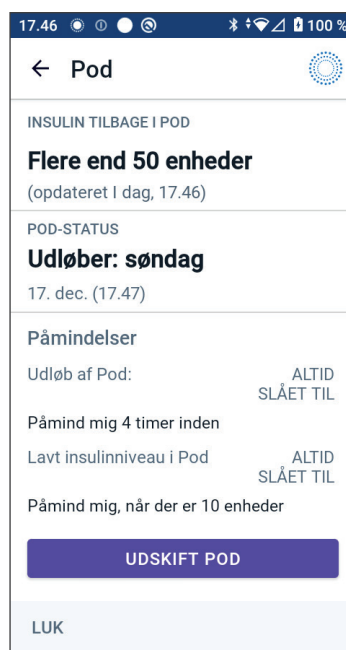 17.46 100 %
Pod
INSULIN TILBAGE I POD
Flere end 50 enheder
(opdateret I dag, 17.46)
POD-STATUS
Udløber: søndag
17. dec. (17.47)
Påmindelser
Udløb af Pod: ALTID
SLÅET TIL
Påmind mig 4 timer inden
Lavt insulinniveau i Pod ALTID
SLÅET TIL
Påmind mig, når der er 10 enheder
UDSKIFT POD
LUK